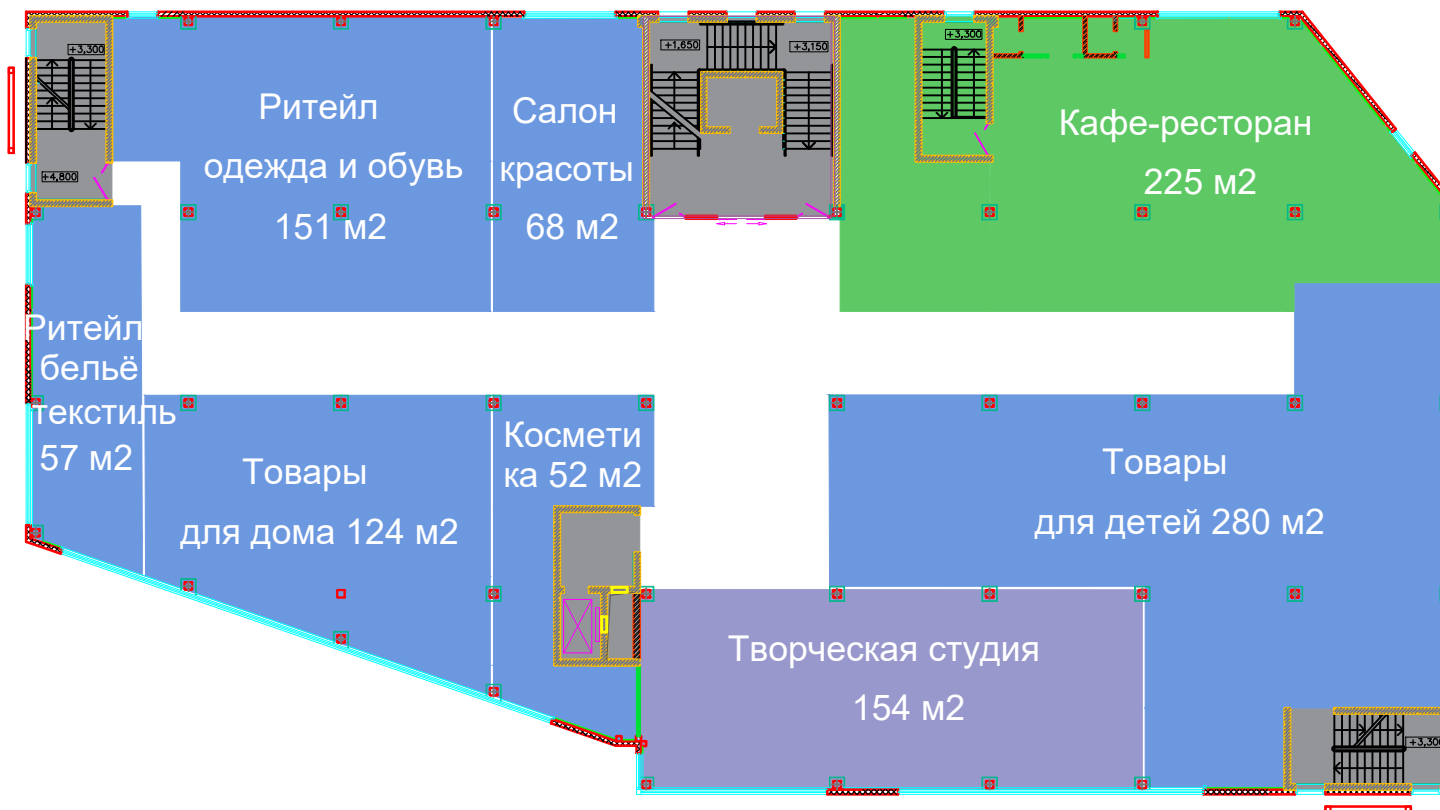 +3,300
+1,650
+3,150
+3,300
Ритейл
одежда и обувь
151 м2
Салон
красоты
68 м2
Кафе-ресторан
225 м2
+4,800
Ритейл
бельё
текстиль
57 м2
Товары
для дома 124 м2
Космети
ка 52 м2
Товары
для детей 280 м2
Творческая студия
154 м2
+3,300